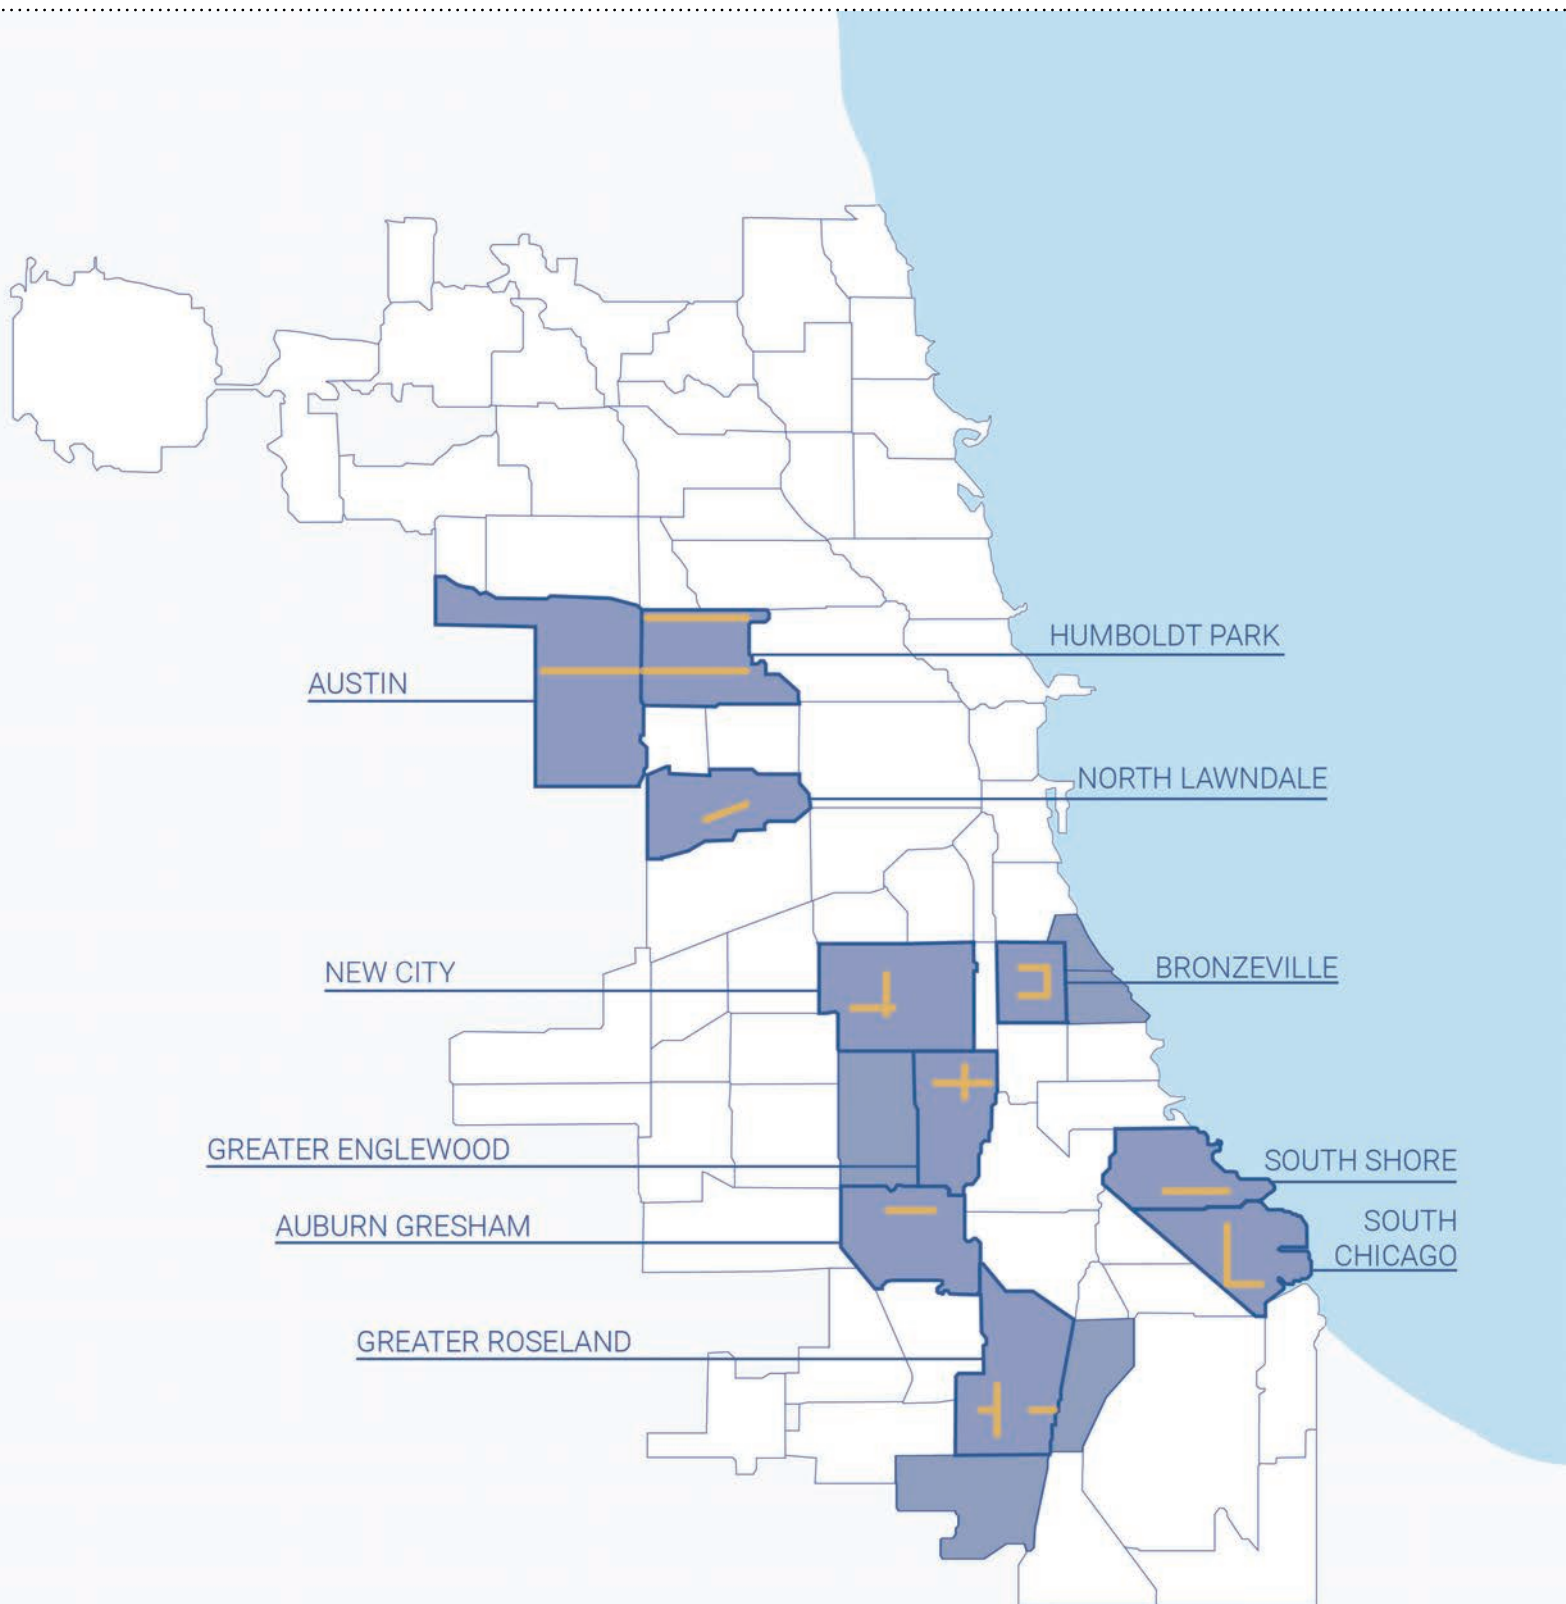 HUMBOLDT PARK
AUSTIN
NORTH LAWNDALE
NEW CITY
BRONZEVILLE
GREATER ENGLEWOOD
SOUTH SHORE
AUBURN GRESHAM
SOUTH
CHICAGO
GREATER ROSELAND